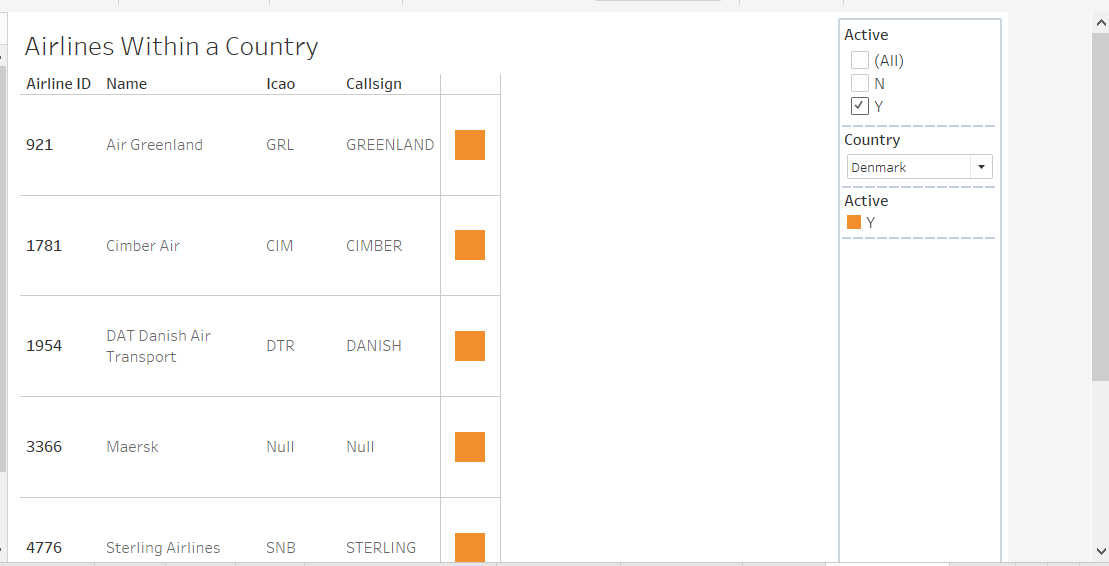 Airlines Within a Country
Airline ID Name Icao Callsign
921 Air Greenland GRL GREENLAND
1781 Cimber Air CIM CIMBER
1954 DAT Danish Air Transport DTR DANISH
3366 Maersk Null Null
4776 Sterling Airlines SNB STERLING
Active
(All)
N
Y
Country
Denmark
Active
Y